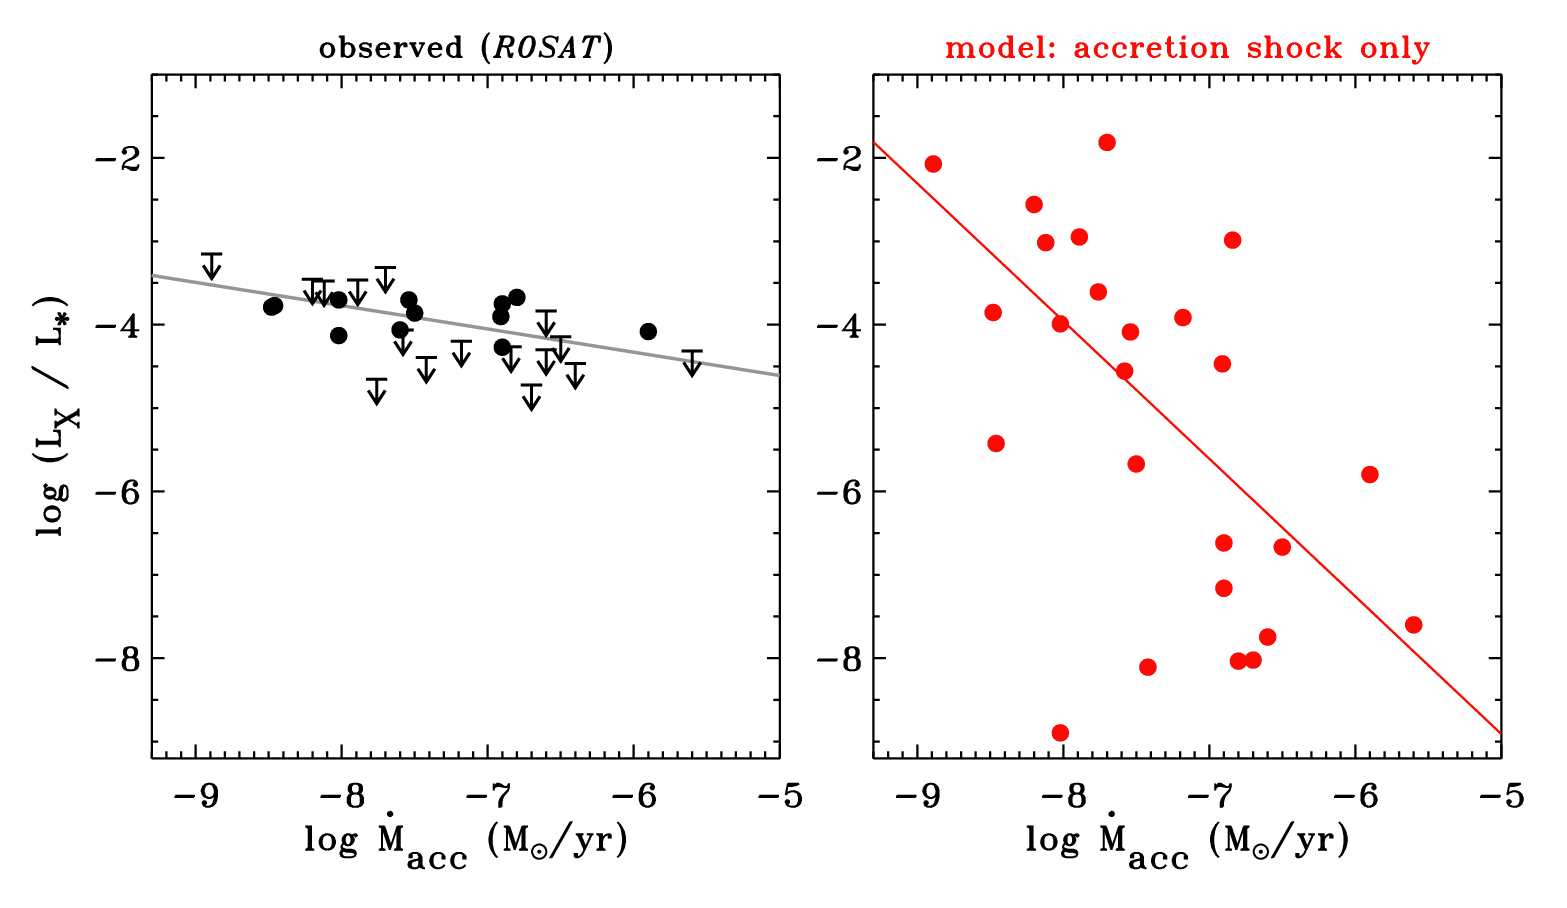 observed (ROSAT)
log (L_X / L_*)
−2
−4
−6
−8
−9 −8 −7 −6 −5
log Ṁ_acc (M_⊙/yr)
model: accretion shock only
−2
−4
−6
−8
−9 −8 −7 −6 −5
log Ṁ_acc (M_⊙/yr)